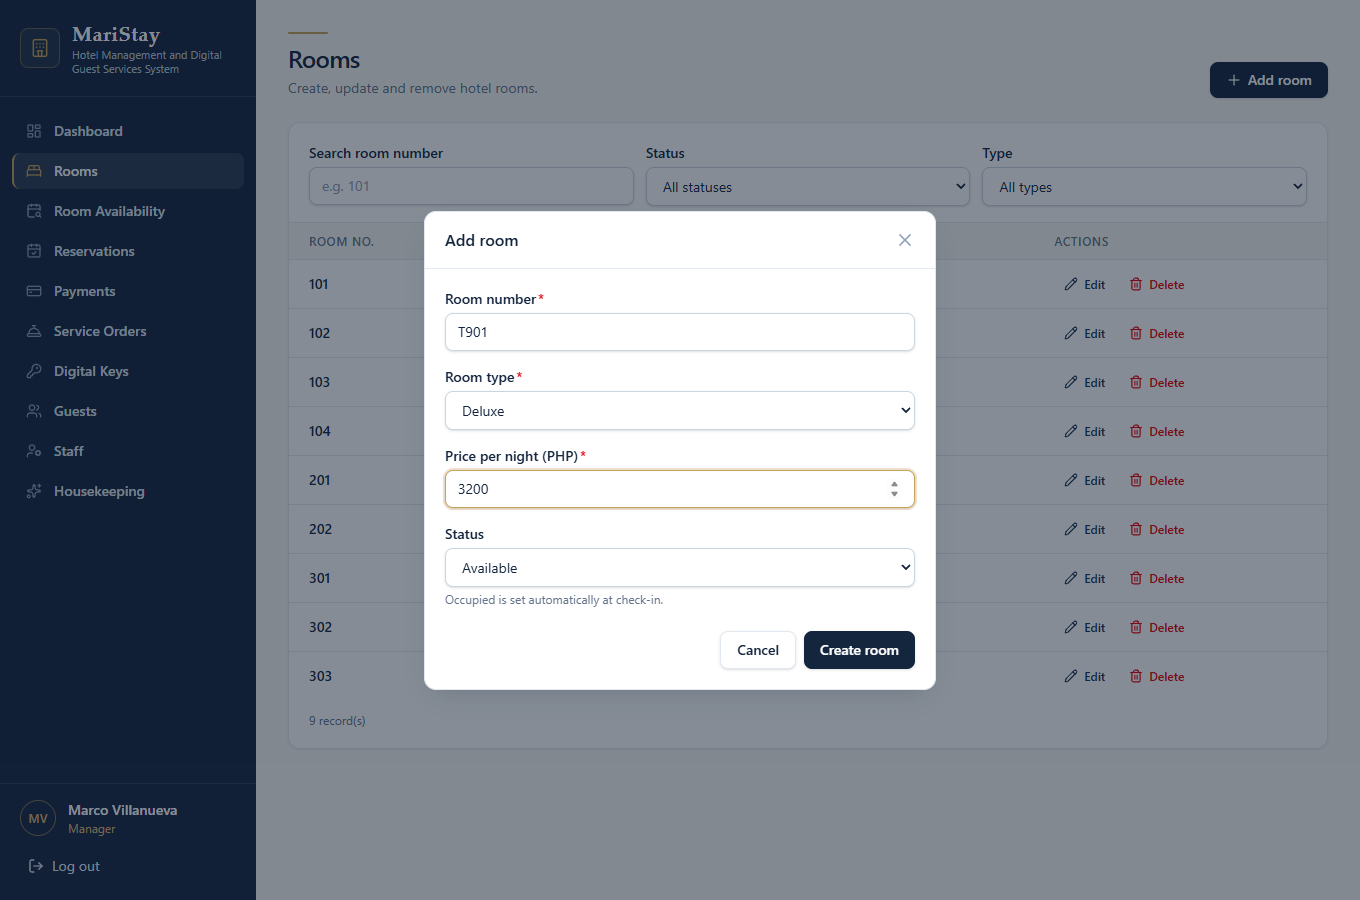 MariStay
Hotel Management and Digital
Guest Services System
Dashboard
Rooms
Room Availability
Reservations
Payments
Service Orders
Digital Keys
Guests
Staff
Housekeeping
MV
Marco Villanueva
Manager
Log out
Rooms
Create, update and remove hotel rooms.
Add room
Search room number
Status
Type
e.g. 101
All statuses
All types
ROOM NO.
ACTIONS
101
Edit
Delete
102
Edit
Delete
103
Edit
Delete
104
Edit
Delete
201
Edit
Delete
202
Edit
Delete
301
Edit
Delete
302
Edit
Delete
303
Edit
Delete
9 record(s)
Add room
Room number*
T901
Room type*
Deluxe
Price per night (PHP)*
3200
Status
Available
Occupied is set automatically at check-in.
Cancel
Create room